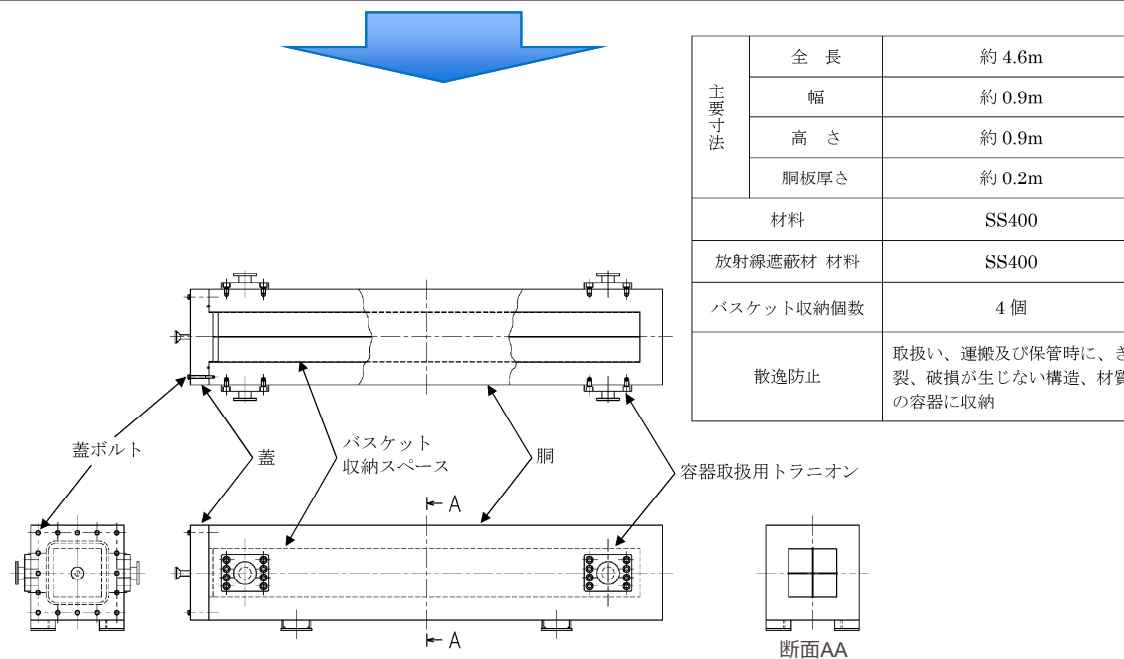 主要寸法
全 長 約 4.6m
幅 約 0.9m
高 さ 約 0.9m
胴板厚さ 約 0.2m
材料 SS400
放射線遮蔽材 材料 SS400
バスケット収納個数 4 個
散逸防止
取扱い、運搬及び保管時に、き
裂、破損が生じない構造、材質
の容器に収納
蓋ボルト
蓋
バスケット
収納スペース
胴
容器取扱用トラニオン
A
A
断面AA